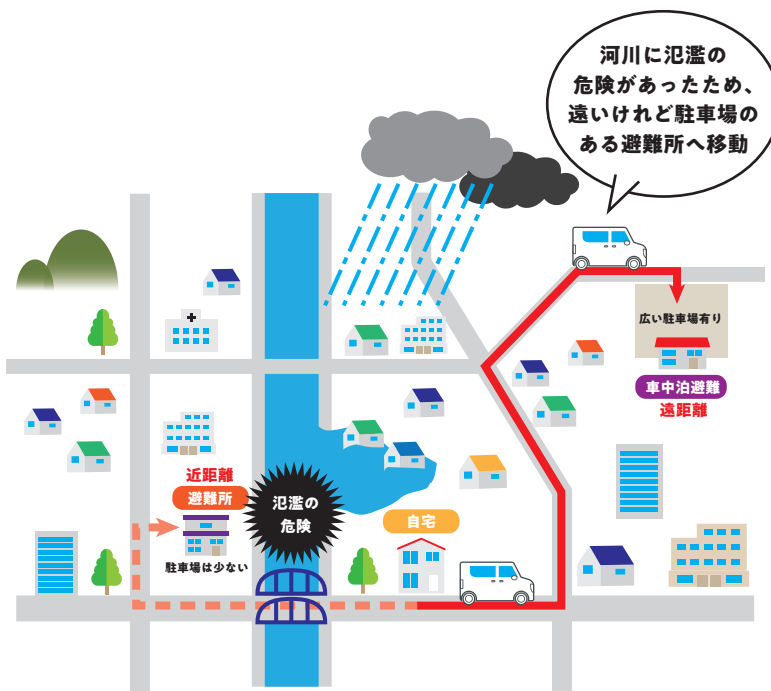 河川に氾濫の
危険があったため、
遠いけれど駐車場の
ある避難所へ移動
広い駐車場有り
車中泊避難
遠距離
近距離
避難所
駐車場は少ない
氾濫の
危険
自宅